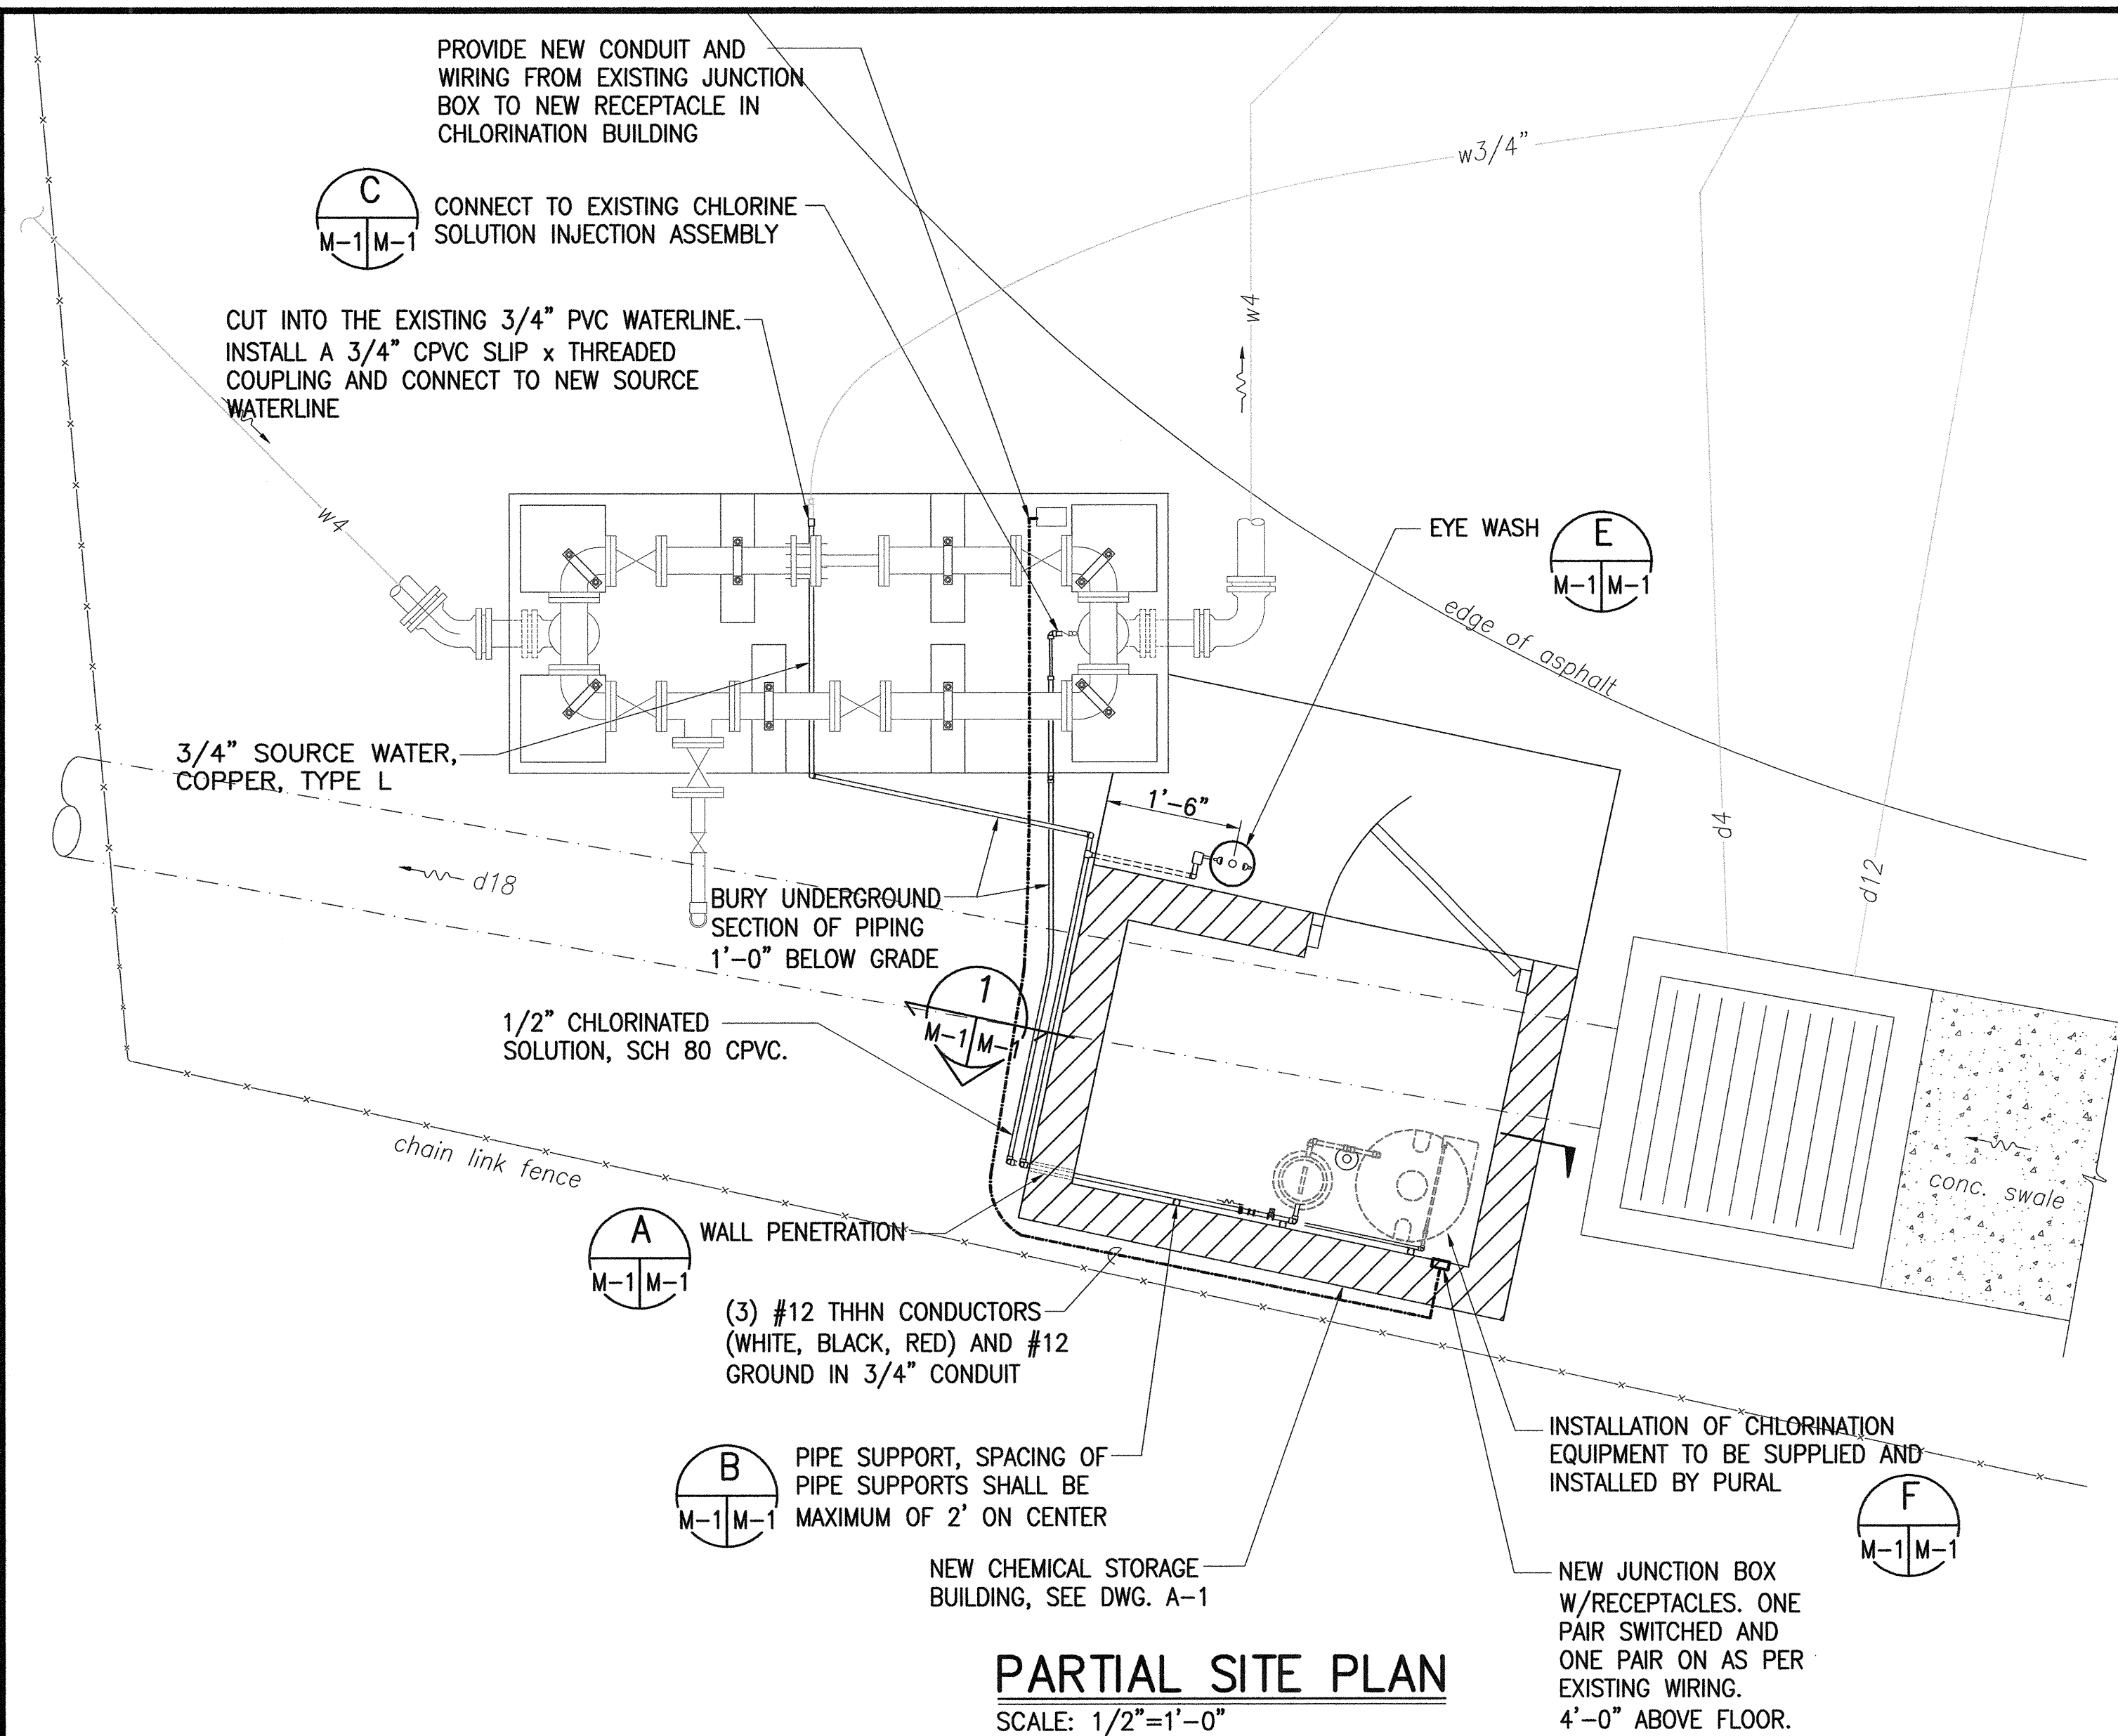 PROVIDE NEW CONDUIT AND
WIRING FROM EXISTING JUNCTION
BOX TO NEW RECEPTACLE IN
CHLORINATION BUILDING
w3/4"
C
M-1 M-1
CONNECT TO EXISTING CHLORINE
SOLUTION INJECTION ASSEMBLY
CUT INTO THE EXISTING 3/4" PVC WATERLINE.
INSTALL A 3/4" CPVC SLIP x THREADED
COUPLING AND CONNECT TO NEW SOURCE
WATERLINE
w4
w4
EYE WASH
E
M-1 M-1
edge of asphalt
3/4" SOURCE WATER,
COPPER, TYPE L
1'-6"
d4
d12
d18
BURY UNDERGROUND
SECTION OF PIPING
1'-0" BELOW GRADE
1
M-1 M-1
1/2" CHLORINATED
SOLUTION, SCH 80 CPVC.
chain link fence
conc. swale
A
M-1 M-1
WALL PENETRATION
(3) #12 THHN CONDUCTORS
(WHITE, BLACK, RED) AND #12
GROUND IN 3/4" CONDUIT
B
M-1 M-1
PIPE SUPPORT, SPACING OF
PIPE SUPPORTS SHALL BE
MAXIMUM OF 2' ON CENTER
INSTALLATION OF CHLORINATION
EQUIPMENT TO BE SUPPLIED AND
INSTALLED BY PURAL
F
M-1 M-1
NEW CHEMICAL STORAGE
BUILDING, SEE DWG. A-1
NEW JUNCTION BOX
W/RECEPTACLES. ONE
PAIR SWITCHED AND
ONE PAIR ON AS PER
EXISTING WIRING.
4'-0" ABOVE FLOOR.
PARTIAL SITE PLAN
SCALE: 1/2"=1'-0"